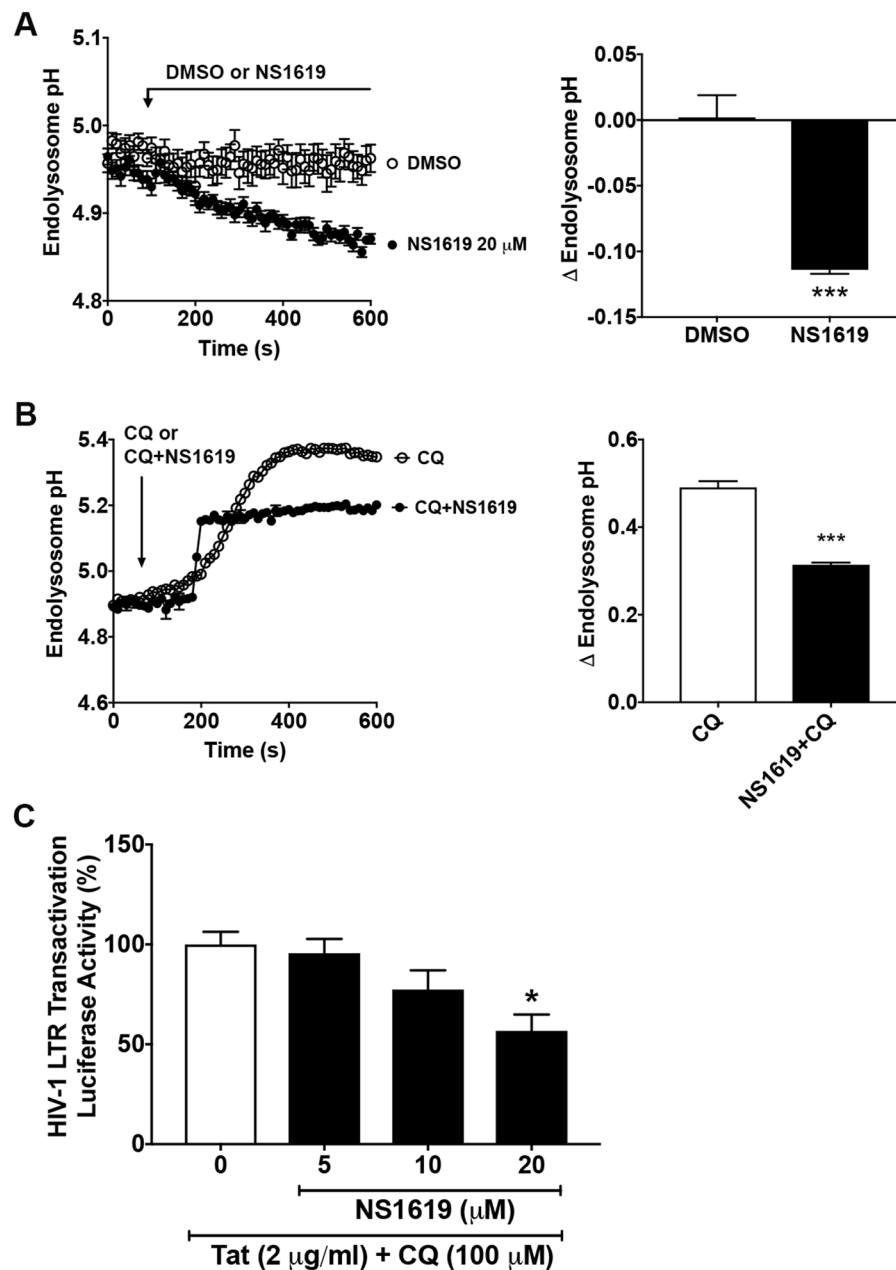 A
DMSO or NS1619
Endolysosome pH
5.1
5.0
4.9
4.8
DMSO
NS1619 20 μM
0 200 400 600
Time (s)
Δ Endolysosome pH
0.00
-0.05
-0.10
-0.15
***
DMSO NS1619
B
CQ or
CQ+NS1619
Endolysosome pH
5.4
5.2
5.0
4.8
4.6
CQ
CQ+NS1619
0 200 400 600
Time (s)
Δ Endolysosome pH
0.6
0.4
0.2
0.0
***
CQ
NS1619+CQ
C
HIV-1 LTR Transactivation
Luciferase Activity (%)
150
100
50
0
*
0 5 10 20
NS1619 (μM)
Tat (2 μg/ml) + CQ (100 μM)